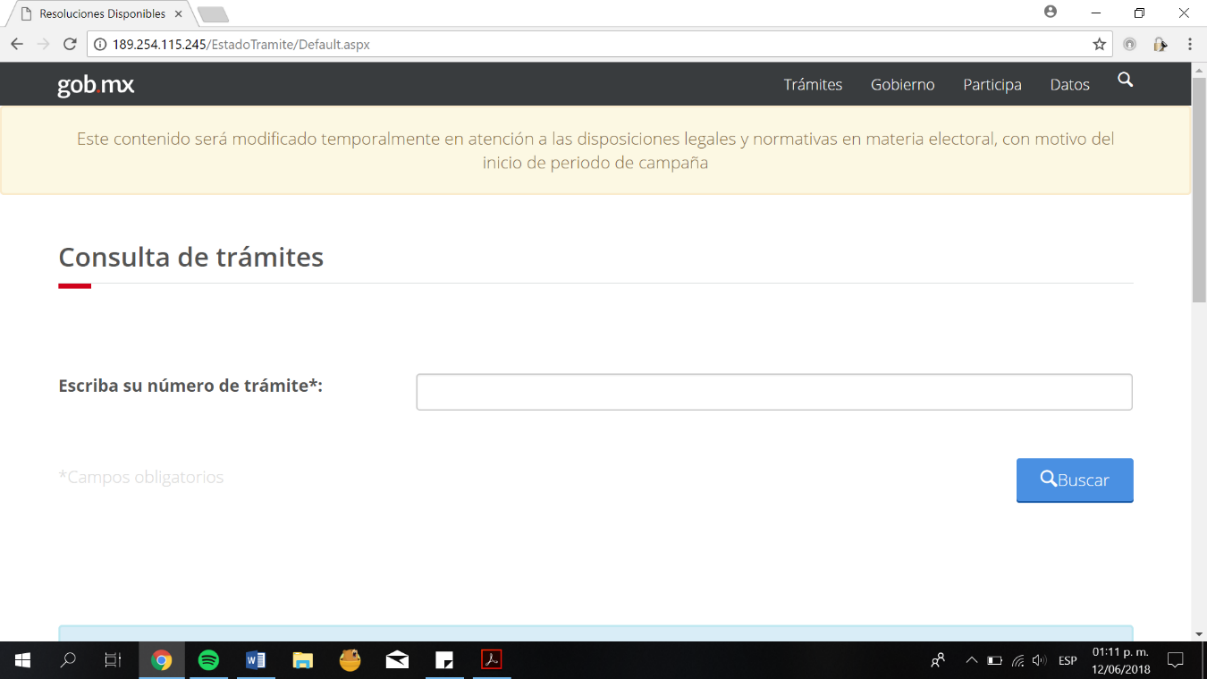 Resoluciones Disponibles
189.254.115.245/EstadoTramite/Default.aspx
gob.mx
Trámites Gobierno Participa Datos
Este contenido será modificado temporalmente en atención a las disposiciones legales y normativas en materia electoral, con motivo del
inicio de periodo de campaña
Consulta de trámites
Escriba su número de trámite*:
*Campos obligatorios
Buscar
ESP
01:11 p. m.
12/06/2018